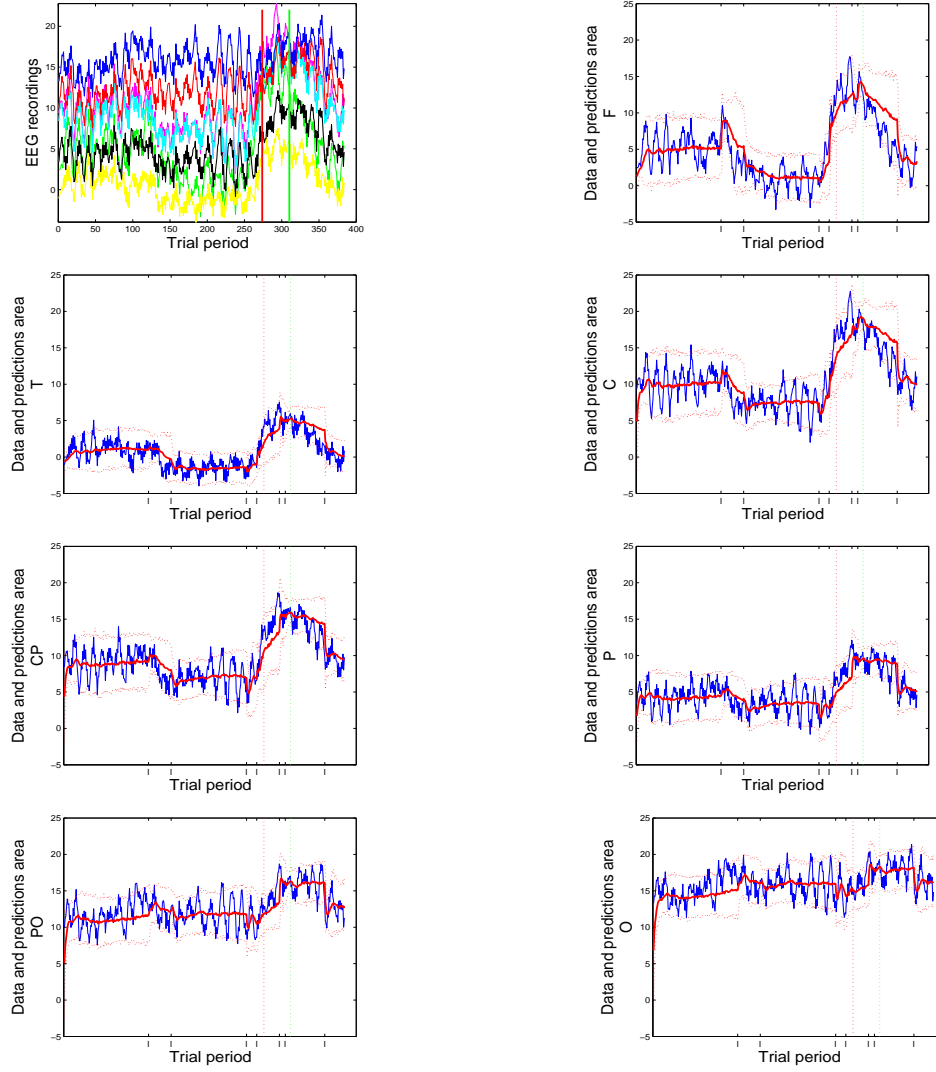 EEG recordings
20
15
10
5
0
0 50 100 150 200 250 300 350 400
Trial period
Data and predictions area
F
25
20
15
10
5
0
−5
Trial period
Data and predictions area
T
25
20
15
10
5
0
−5
Trial period
Data and predictions area
C
25
20
15
10
5
0
−5
Trial period
Data and predictions area
CP
25
20
15
10
5
0
−5
Trial period
Data and predictions area
P
25
20
15
10
5
0
−5
Trial period
Data and predictions area
PO
25
20
15
10
5
0
−5
Trial period
Data and predictions area
O
25
20
15
10
5
0
−5
Trial period